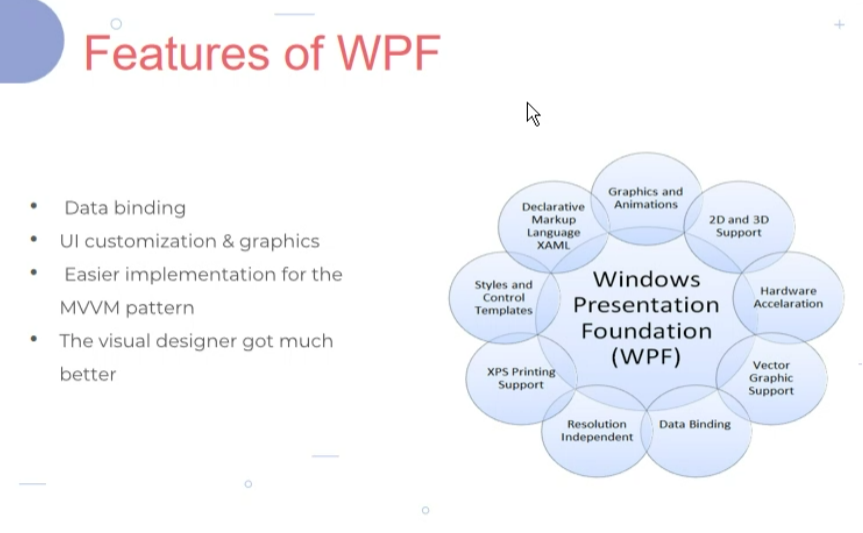 Features of WPF
• Data binding
• UI customization & graphics
• Easier implementation for the
MVVM pattern
• The visual designer got much
better
Graphics and
Animations
Declarative
Markup
Language
XAML
2D and 3D
Support
Styles and
Control
Templates
Windows
Presentation
Foundation
(WPF)
Hardware
Accelaration
XPS Printing
Support
Vector
Graphic
Support
Resolution
Independent
Data Binding